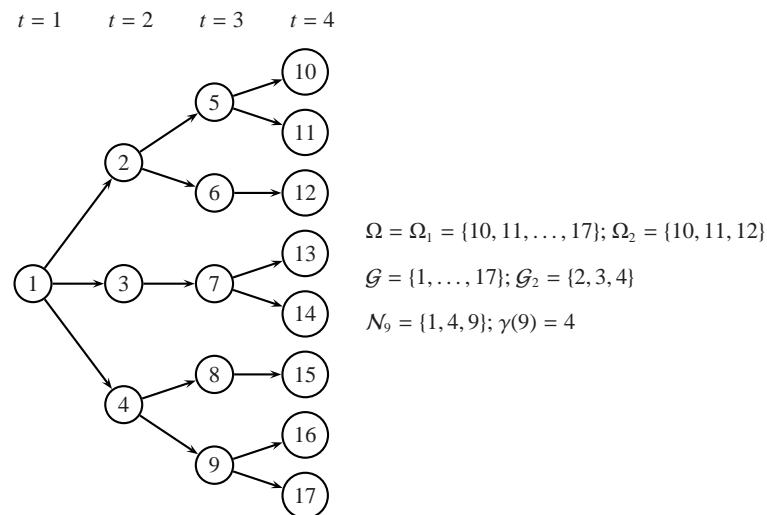 t = 1 t = 2 t = 3 t = 4
10
5
11
2
6 12
Ω = Ω₁ = {10, 11, . . . , 17}; Ω₂ = {10, 11, 12}
13
1 3 7
𝒢 = {1, . . . , 17}; 𝒢₂ = {2, 3, 4}
14
𝒩₉ = {1, 4, 9}; γ(9) = 4
8 15
4
16
9
17